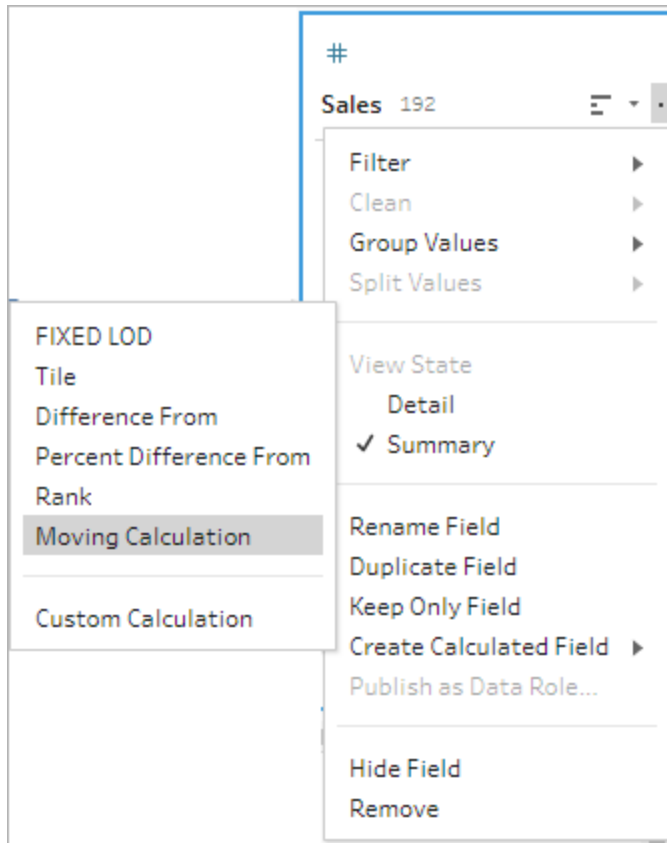 #
Sales 192
Filter
Clean
Group Values
Split Values
View State
Detail
✓ Summary
Rename Field
Duplicate Field
Keep Only Field
Create Calculated Field
Publish as Data Role...
Hide Field
Remove
FIXED LOD
Tile
Difference From
Percent Difference From
Rank
Moving Calculation
Custom Calculation